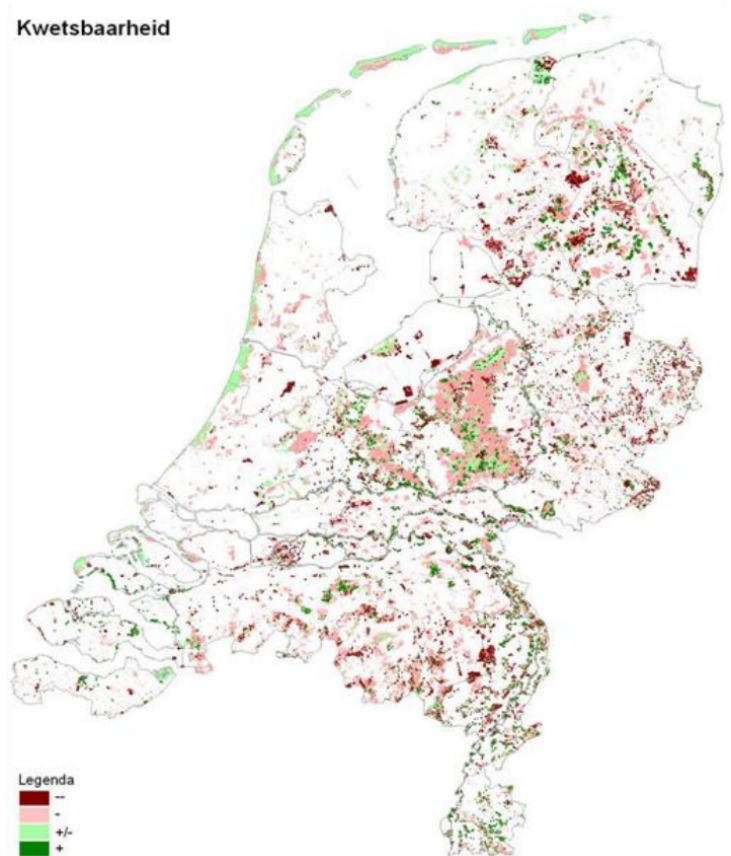 Kwetsbaarheid
Legenda
--
-
+/-
+